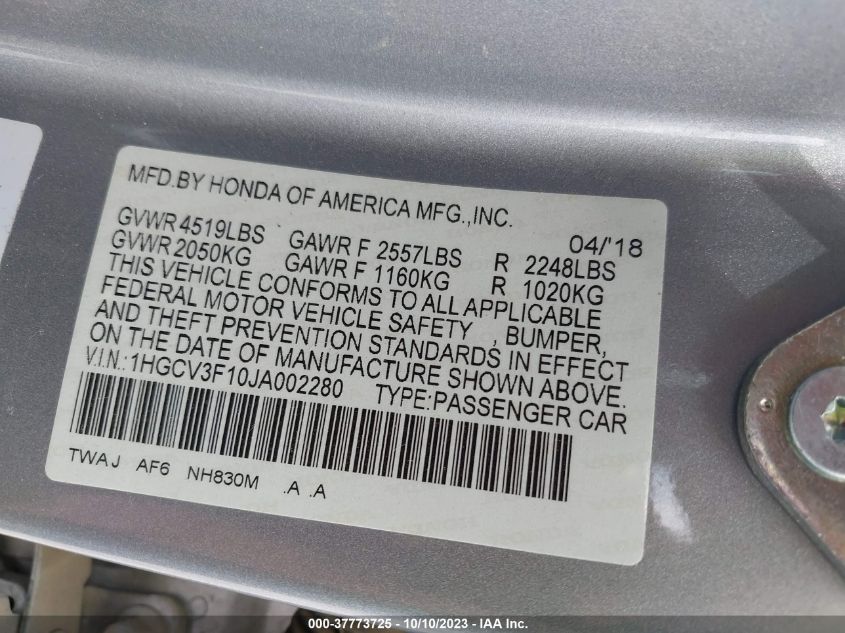 MFD.BY HONDA OF AMERICA MFG.,INC.
04/'18
GVWR 4519LBS GAWR F 2557LBS R 2248LBS
GVWR 2050KG GAWR F 1160KG R 1020KG
THIS VEHICLE CONFORMS TO ALL APPLICABLE
FEDERAL MOTOR VEHICLE SAFETY , BUMPER,
AND THEFT PREVENTION STANDARDS IN EFFECT
ON THE DATE OF MANUFACTURE SHOWN ABOVE.
V.I.N.:1HGCV3F10JA002280 TYPE:PASSENGER CAR
TWAJ AF6 NH830M .A .A
000-37773725 - 10/10/2023 - IAA Inc.